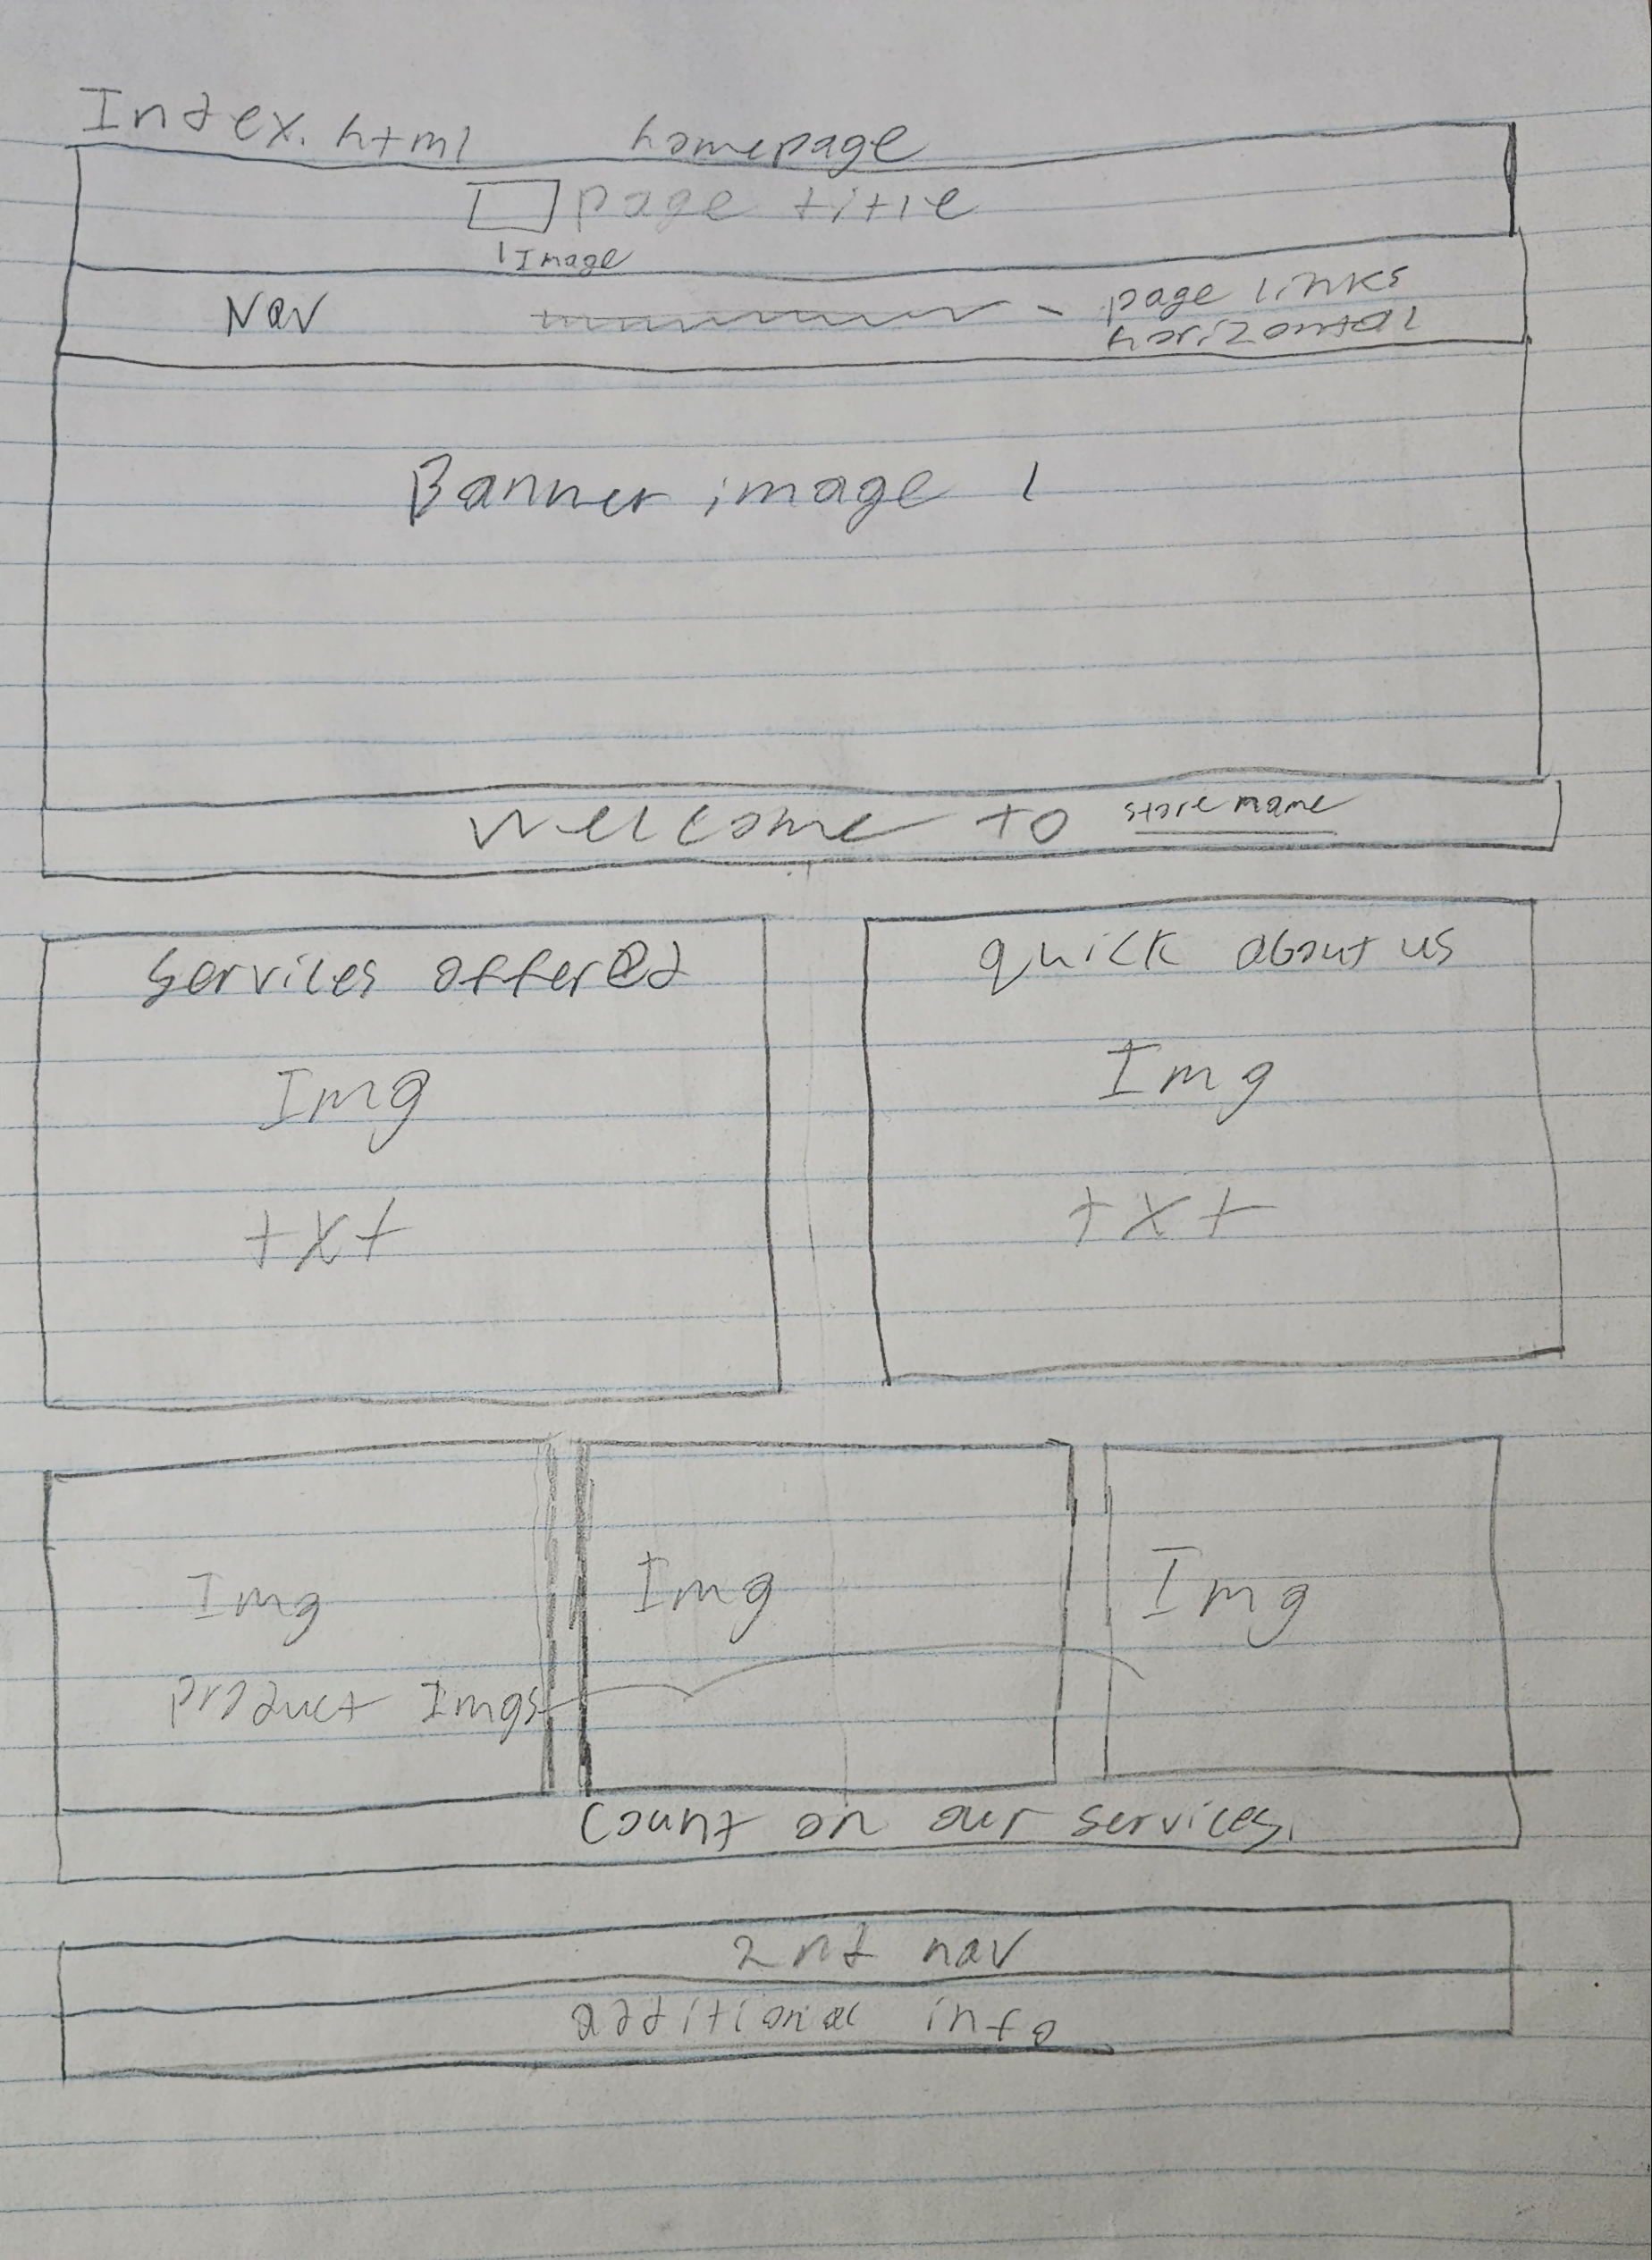 Index.html homepage
page title
1 Image
Nav
page links
horizontal
Banner image 1
Welcome to store name
Services offered
Img
txt
quick about us
Img
txt
Img
Product Imgs
Img
Img
Count on our services.
2nd nav
additional info